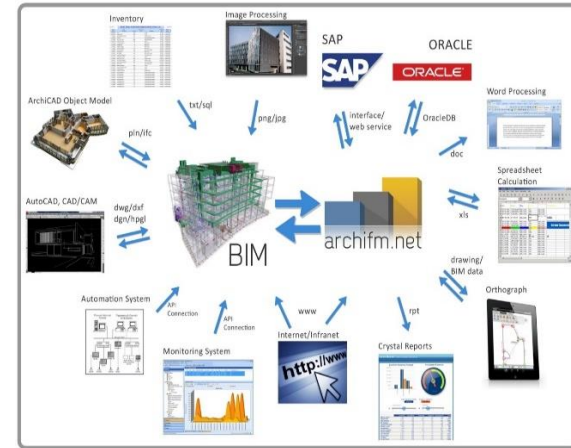 Inventory
Image Processing
SAP
SAP
ORACLE
ORACLE
Word Processing
ArchiCAD Object Model
txt/sql
png/jpg
interface/
web service
OracleDB
doc
pln/ifc
Spreadsheet
Calculation
AutoCAD, CAD/CAM
dwg/dxf
dgn/hpgl
BIM
archifm.net
xls
drawing/
BIM data
Orthograph
Automation System
API
Connection
API
Connection
www
rpt
Monitoring System
Internet/Infranet
http://www
Crystal Reports